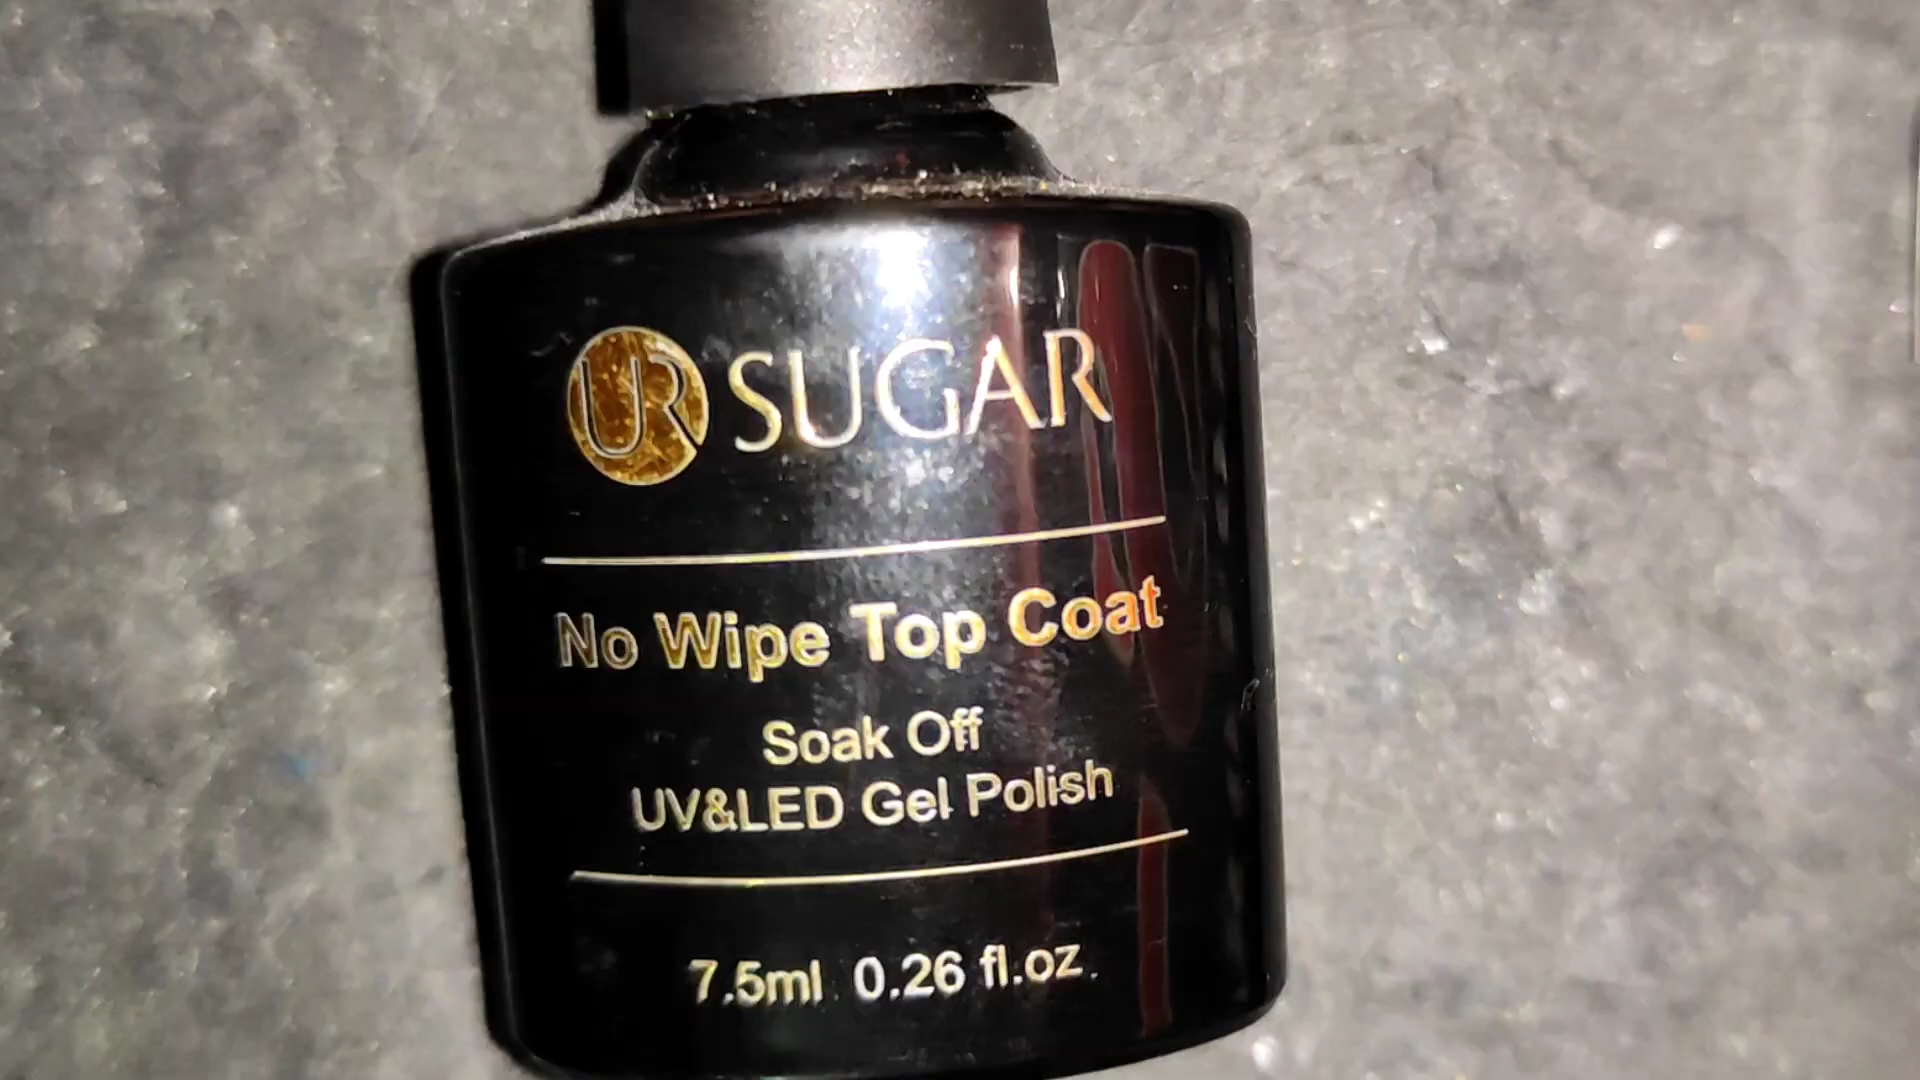 UR SUGAR
No Wipe Top Coat
Soak Off
UV&LED Gel Polish
7.5ml 0.26 fl.oz.